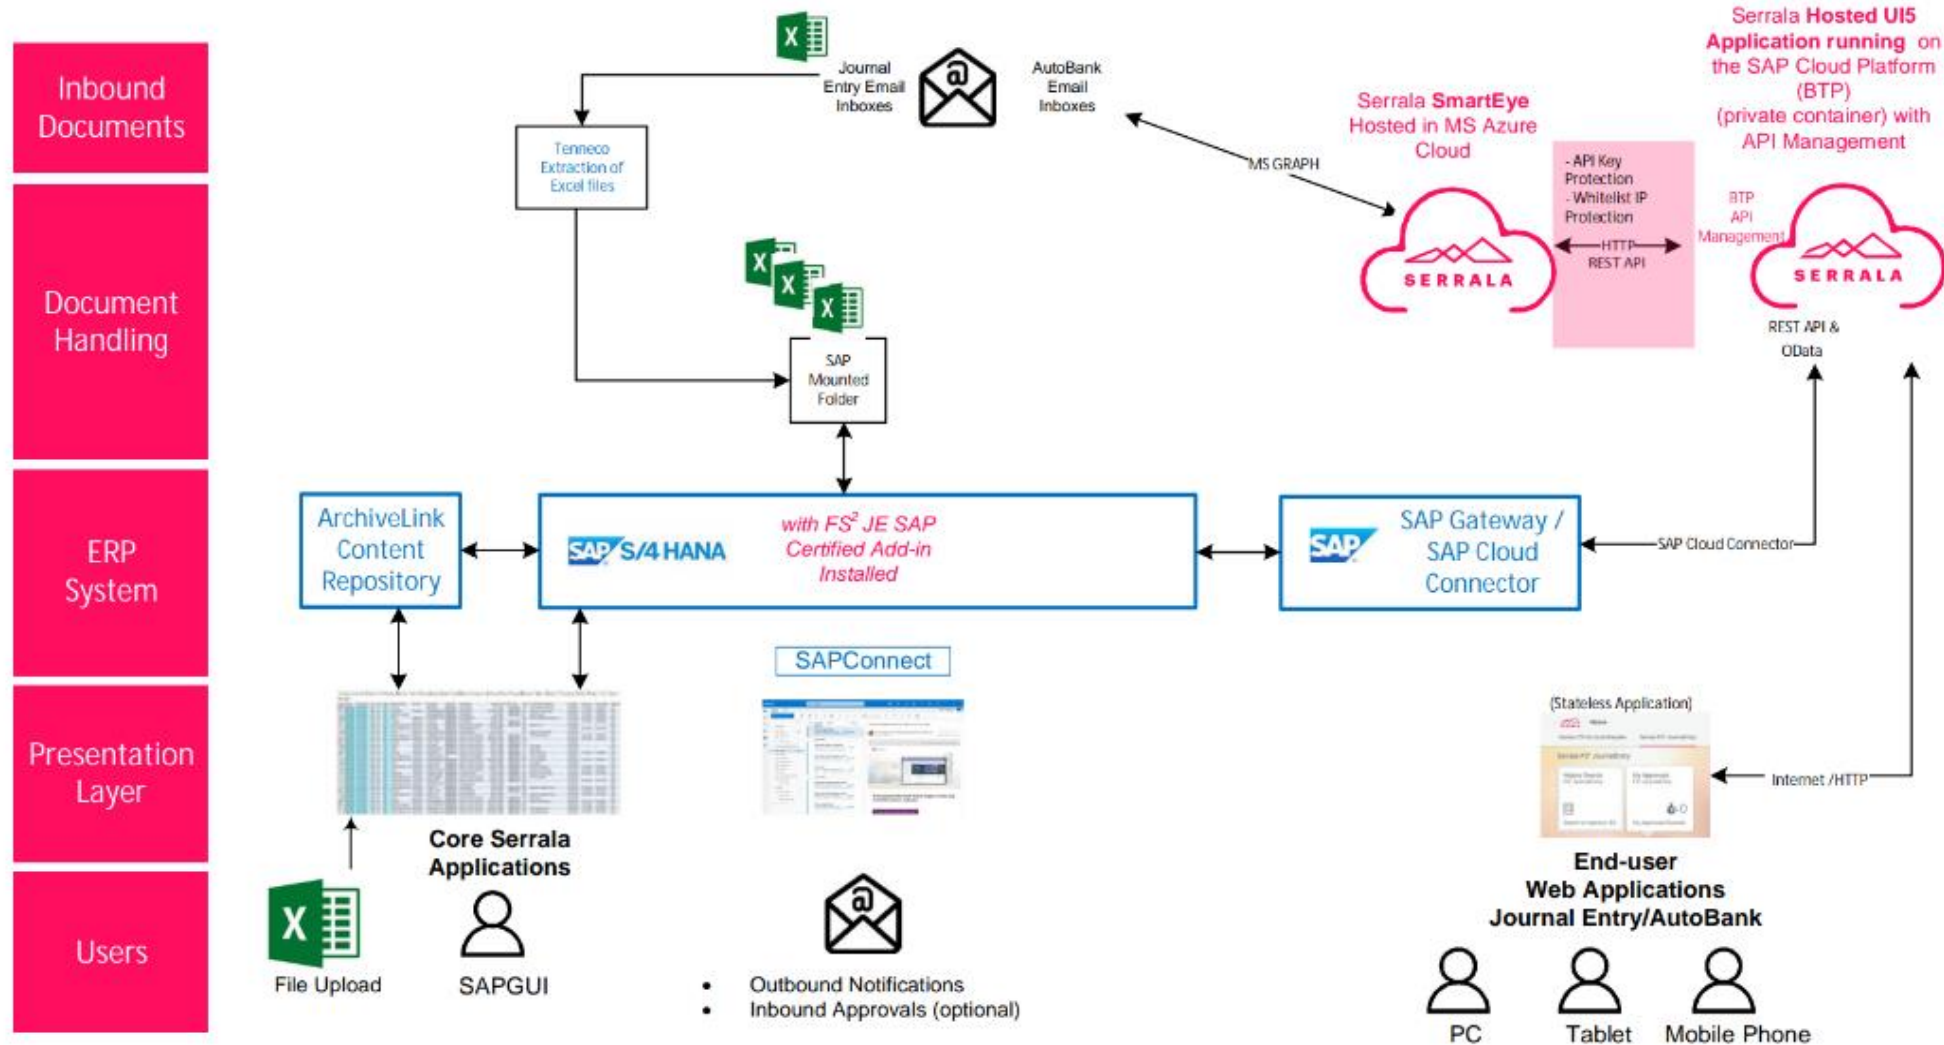 Inbound
Documents
Document
Handling
ERP
System
Presentation
Layer
Users
X
Journal
Entry Email
Inboxes
@
AutoBank
Email
Inboxes
Tenneco
Extraction of
Excel files
X
X
X
SAP
Mounted
Folder
MS GRAPH
Serrala SmartEye
Hosted in MS Azure
Cloud
SERRALA
- API Key
Protection
- Whitelist IP
Protection
HTTP
REST API
Serrala Hosted UI5
Application running on
the SAP Cloud Platform
(BTP)
(private container) with
API Management
BTP
API
Management
SERRALA
REST API &
OData
ArchiveLink
Content
Repository
SAP S/4 HANA
with FS² JE SAP
Certified Add-in
Installed
SAP
SAP Gateway /
SAP Cloud
Connector
SAP Cloud Connector
SAPConnect
(Stateless Application)
Internet /HTTP
Core Serrala
Applications
X
File Upload
SAPGUI
@
• Outbound Notifications
• Inbound Approvals (optional)
End-user
Web Applications
Journal Entry/AutoBank
PC
Tablet
Mobile Phone